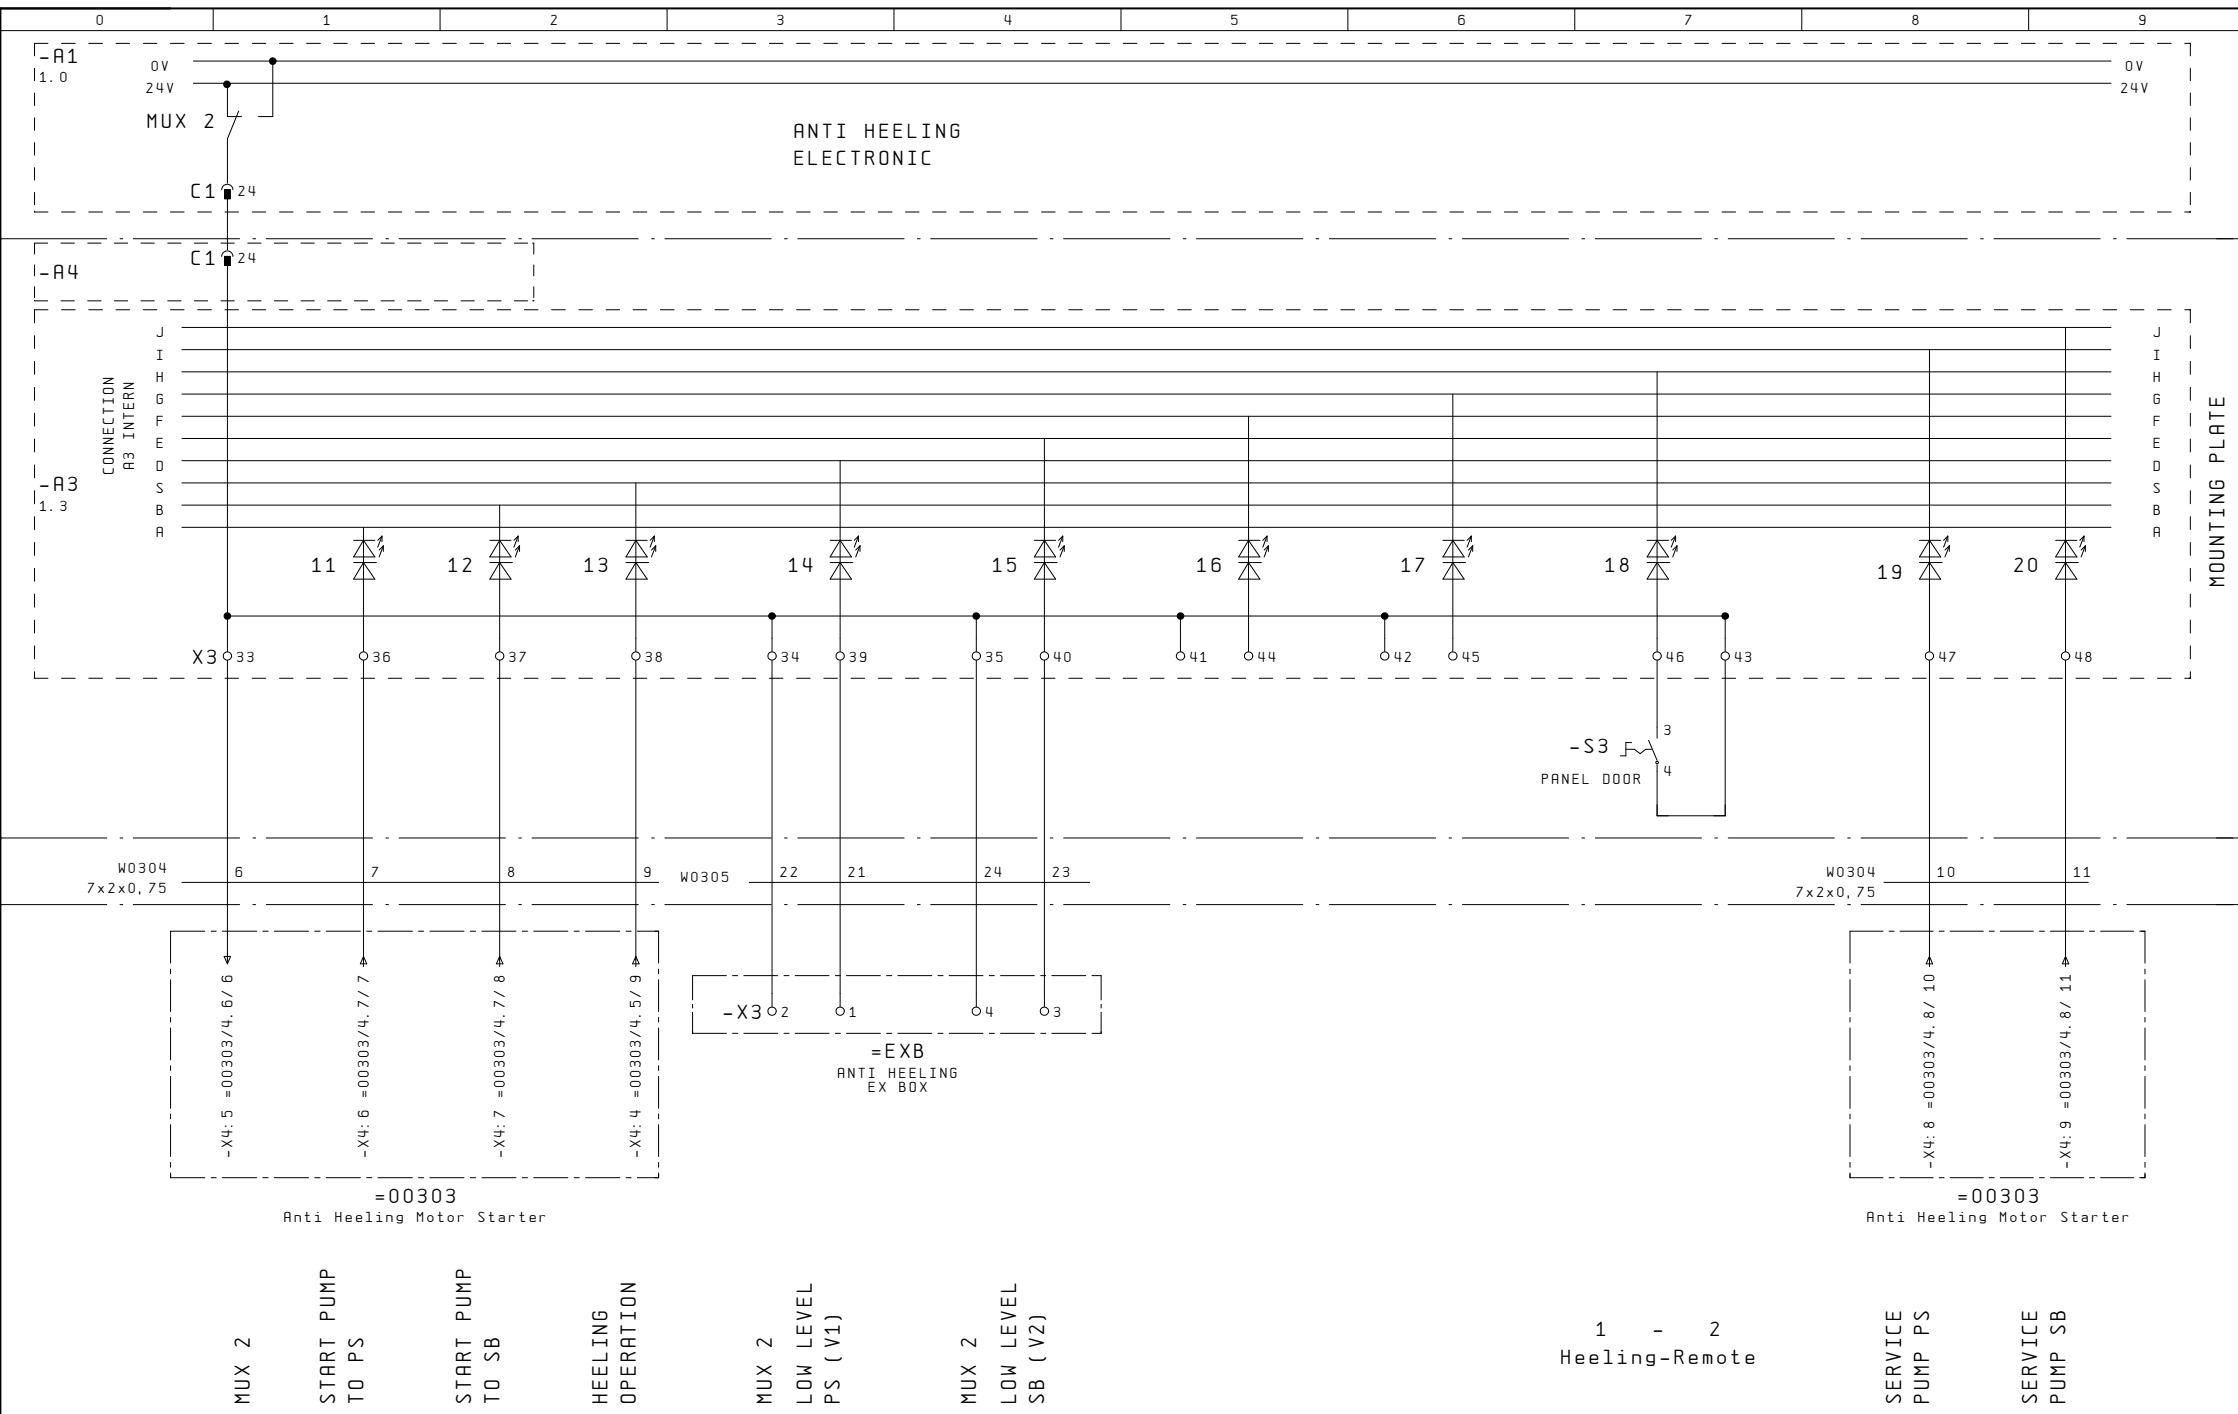 0 1 2 3 4 5 6 7 8 9
-A1
1.0
0V 0V
24V 24V
MUX 2
ANTI HEELING
ELECTRONIC
C1 24
C1 24
-A4
J J
I I
H H
G G
F F
E E
D D
S S
B B
A A
CONNECTION
A3 INTERN
-A3
1.3
MOUNTING PLATE
11 12 13 14 15 16 17 18 19 20
X3 33 36 37 38 34 39 35 40 41 44 42 45 46 43 47 48
3
-S3
4
PANEL DOOR
W0304 6 7 8 9 W0305 22 21 24 23 W0304 10 11
7x2x0,75 7x2x0,75
-X4:5 =00303/4.6/ 6
-X4:6 =00303/4.7/ 7
-X4:7 =00303/4.7/ 8
-X4:4 =00303/4.5/ 9
-X3 2 1 4 3
=EXB
ANTI HEELING
EX BOX
-X4:8 =00303/4.8/ 10
-X4:9 =00303/4.8/ 11
=00303 =00303
Anti Heeling Motor Starter Anti Heeling Motor Starter
MUX 2
START PUMP
TO PS
START PUMP
TO SB
HEELING
OPERATION
MUX 2
LOW LEVEL
PS (V1)
MUX 2
LOW LEVEL
SB (V2)
1 - 2
Heeling-Remote
SERVICE
PUMP PS
SERVICE
PUMP SB